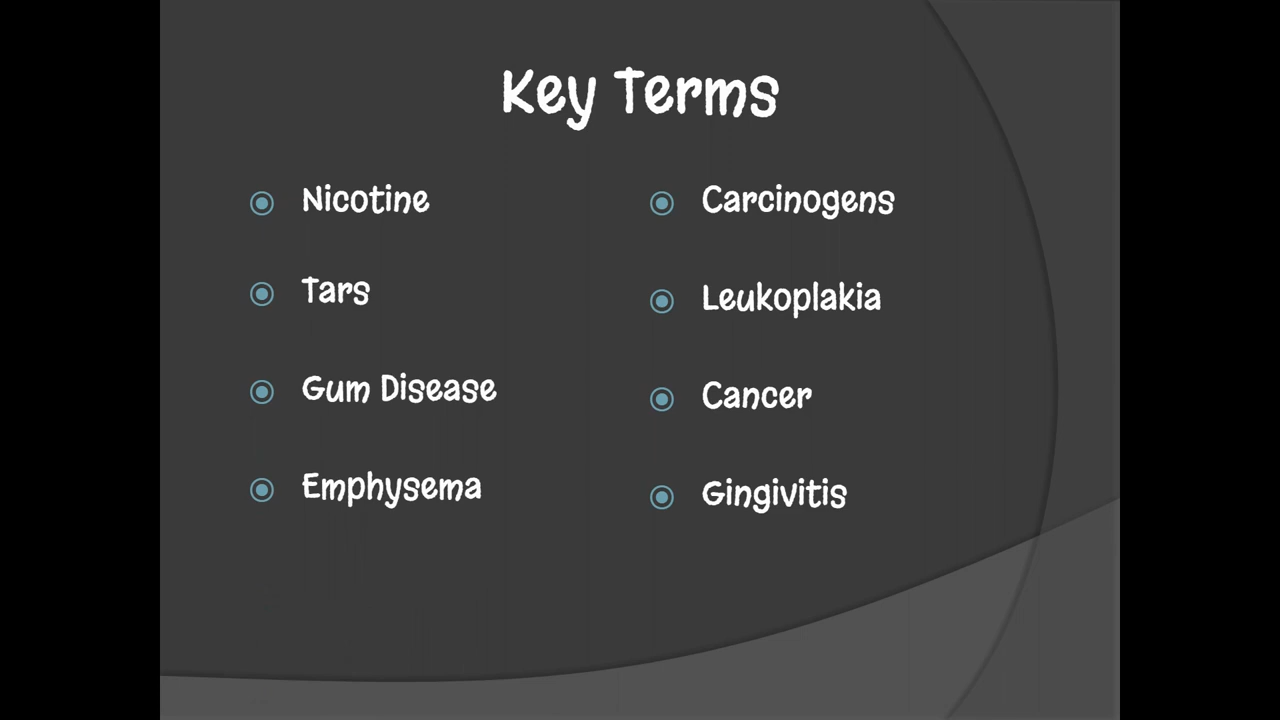 Key Terms
Nicotine
Tars
Gum Disease
Emphysema
Carcinogens
Leukoplakia
Cancer
Gingivitis